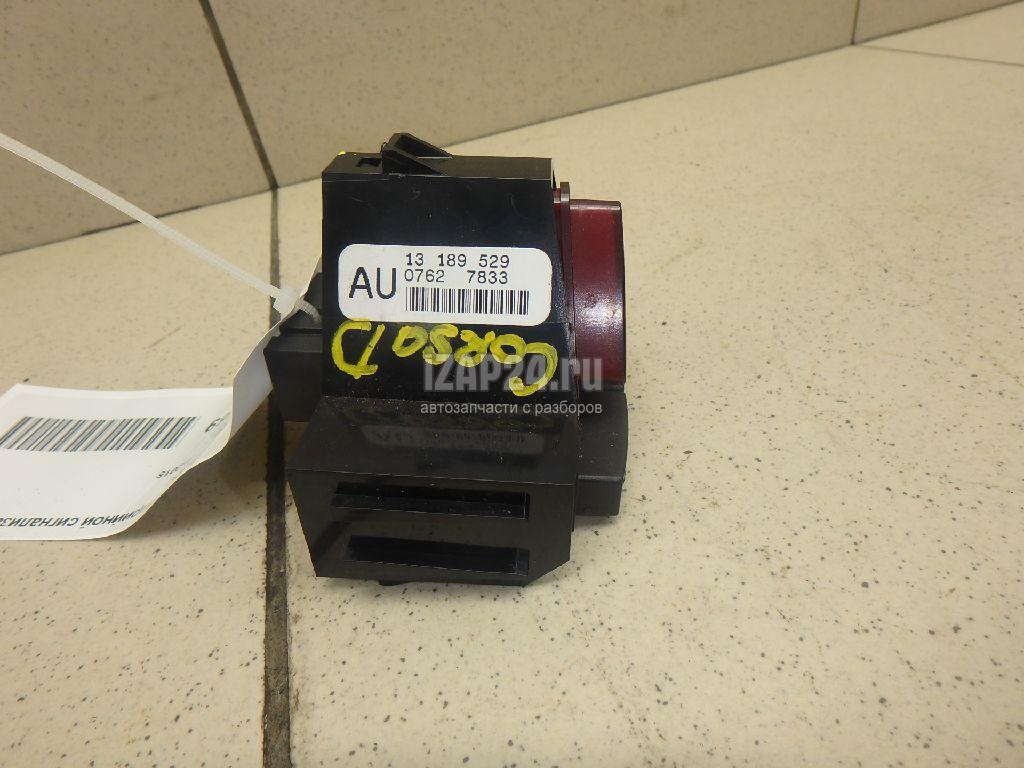 13 189 529
AU 0762 7833
CORSA D
IZAP24.ru
автозапчасти с разборов